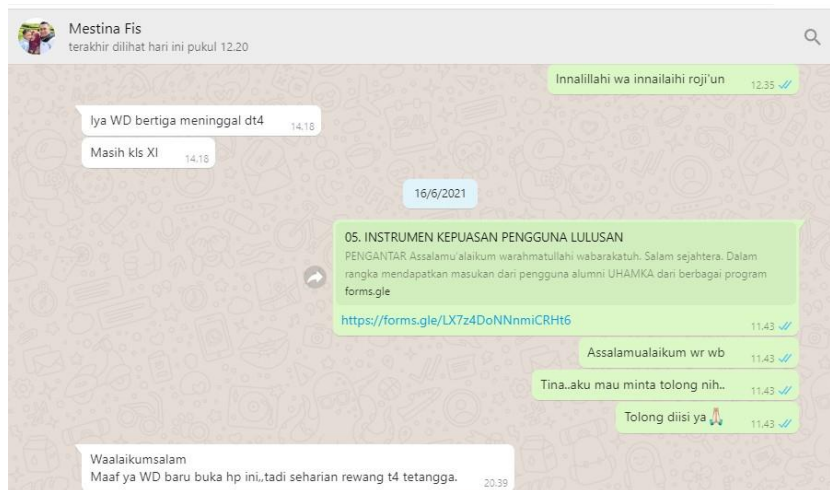 Mestina Fis
terakhir dilihat hari ini pukul 12.20
Innalillahi wa innailaihi roji'un
12.35
Iya WD bertiga meninggal dt4
14.18
Masih kls XI
14.18
16/6/2021
05. INSTRUMEN KEPUASAN PENGGUNA LULUSAN
PENGANTAR Assalamu'alaikum warahmatullahi wabarakatuh. Salam sejahtera. Dalam
rangka mendapatkan masukan dari pengguna alumni UHAMKA dari berbagai program
forms.gle
https://forms.gle/LX7z4DoNNnmiCRHt6
11.43
Assalamualaikum wr wb
11.43
Tina..aku mau minta tolong nih..
11.43
Tolong diisi ya🙏🏻
11.43
Waalaikumsalam
Maaf ya WD baru buka hp ini,,tadi seharian rewang t4 tetangga.
20.39